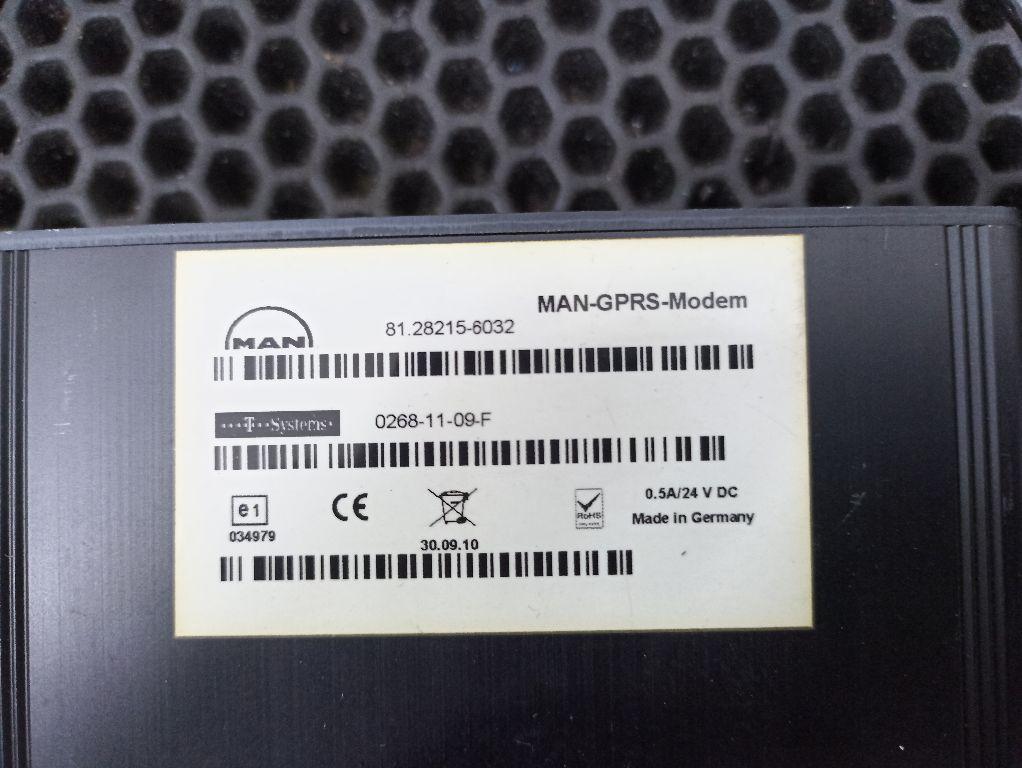 MAN-GPRS-Modem
MAN 81.28215-6032
T Systems 0268-11-09-F
e1
CE
RoHS
0.5A/24 V DC
Made in Germany
034979
30.09.10